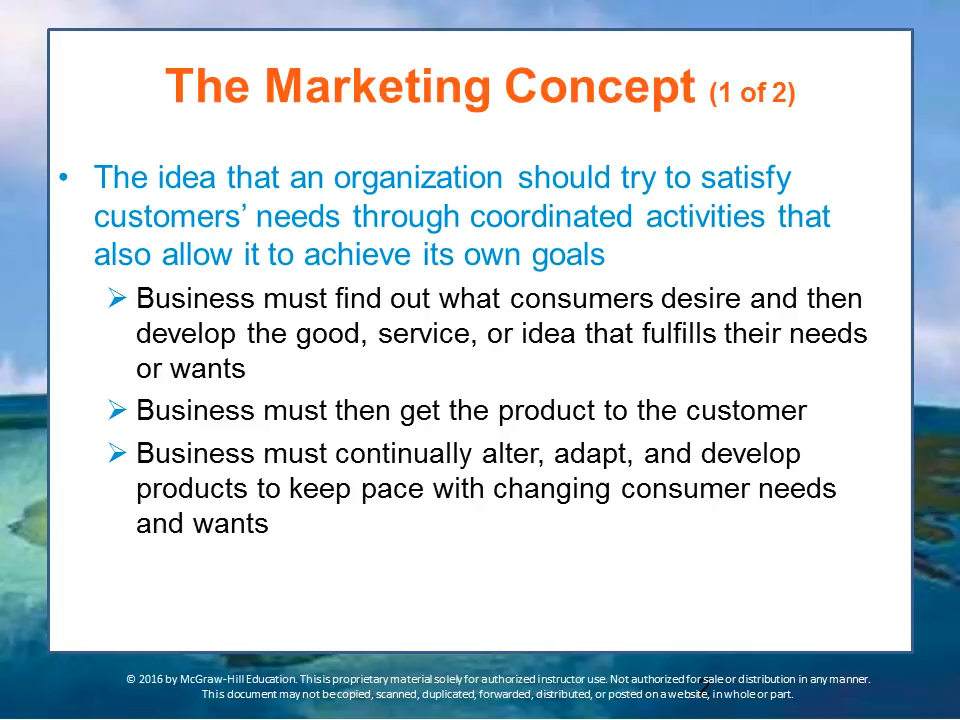 The Marketing Concept (1 of 2)
• The idea that an organization should try to satisfy
customers’ needs through coordinated activities that
also allow it to achieve its own goals
➢ Business must find out what consumers desire and then
develop the good, service, or idea that fulfills their needs
or wants
➢ Business must then get the product to the customer
➢ Business must continually alter, adapt, and develop
products to keep pace with changing consumer needs
and wants
© 2016 by McGraw-Hill Education. This is proprietary material solely for authorized instructor use. Not authorized for sale or distribution in any manner.
This document may not be copied, scanned, duplicated, forwarded, distributed, or posted on a website, in whole or part.